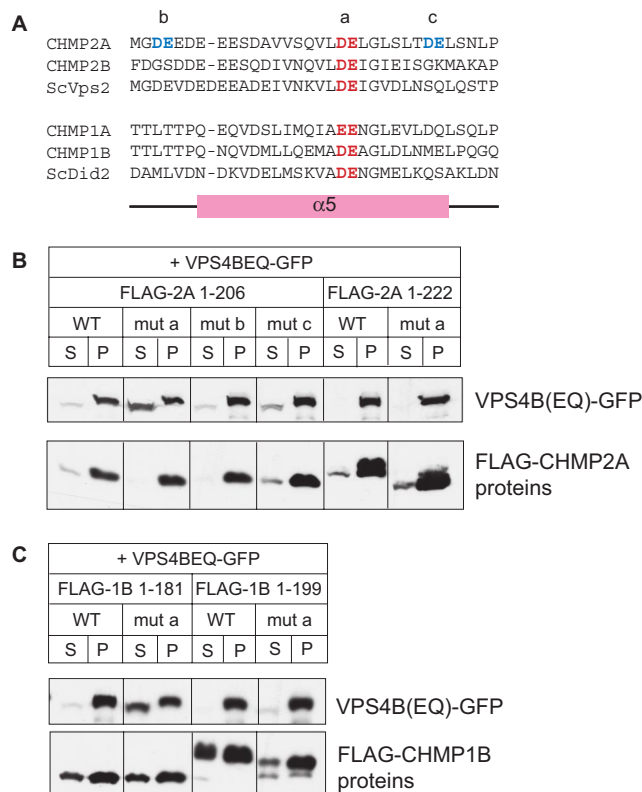 A
b a c
CHMP2A MGDEEDE-EESDAVVSQVLDELGLSLTDELSNLP
CHMP2B FDGSDDE-EESQDIVNQVLDEIGIEISGKMAKAP
ScVps2 MGDEVDEDEEADEIVNKVLDEIGVDLNSQLQSTP
CHMP1A TTLTTPQ-EQVDSLIMQIAEENGLEVLDQLSQLP
CHMP1B TTLTTPQNQVDMLLQEMADEAGLDLNMELPQGQ
ScDid2 DAMLVDN-DKVDELMSKVADENGMELKQSAKLDN
α5
B
+ VPS4BEQ-GFP
FLAG-2A 1-206 FLAG-2A 1-222
WT mut a mut b mut c WT mut a
S P S P S P S P S P S P
VPS4B(EQ)-GFP
FLAG-CHMP2A
proteins
C
+ VPS4BEQ-GFP
FLAG-1B 1-181 FLAG-1B 1-199
WT mut a WT mut a
S P S P S P S P
VPS4B(EQ)-GFP
FLAG-CHMP1B
proteins